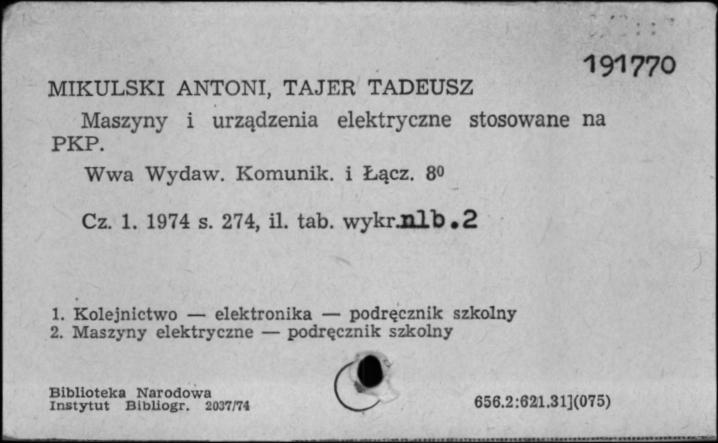 191770
MIKULSKI ANTONI, TAJER TADEUSZ
Maszyny i urządzenia elektryczne stosowane na
PKP.
Wwa Wydaw. Komunik. i Łącz. 8⁰
Cz. 1. 1974 s. 274, il. tab. wykr.nlb.2
1. Kolejnictwo — elektronika — podręcznik szkolny
2. Maszyny elektryczne — podręcznik szkolny
Biblioteka Narodowa
Instytut Bibliogr. 2037/74
656.2:621.31](075)